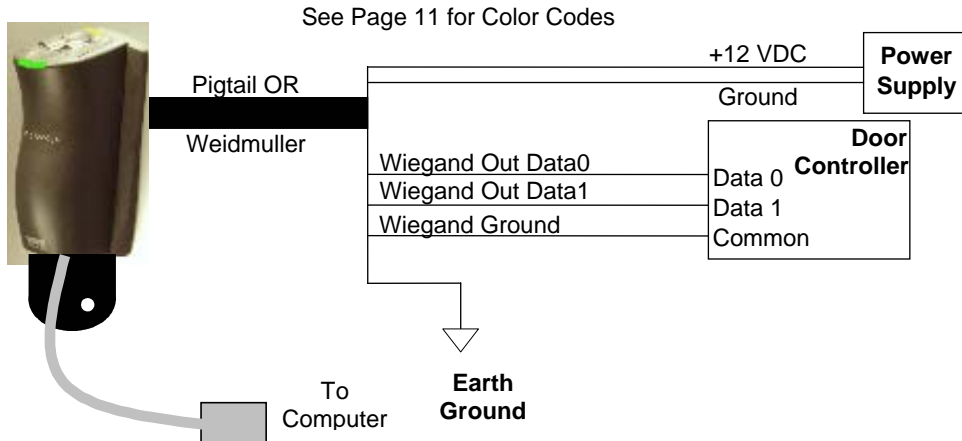 See Page 11 for Color Codes
+12 VDC
Power
Supply
Ground
Pigtail OR
Weidmuller
Door
Controller
Wiegand Out Data0
Data 0
Wiegand Out Data1
Data 1
Wiegand Ground
Common
To
Computer
Earth
Ground